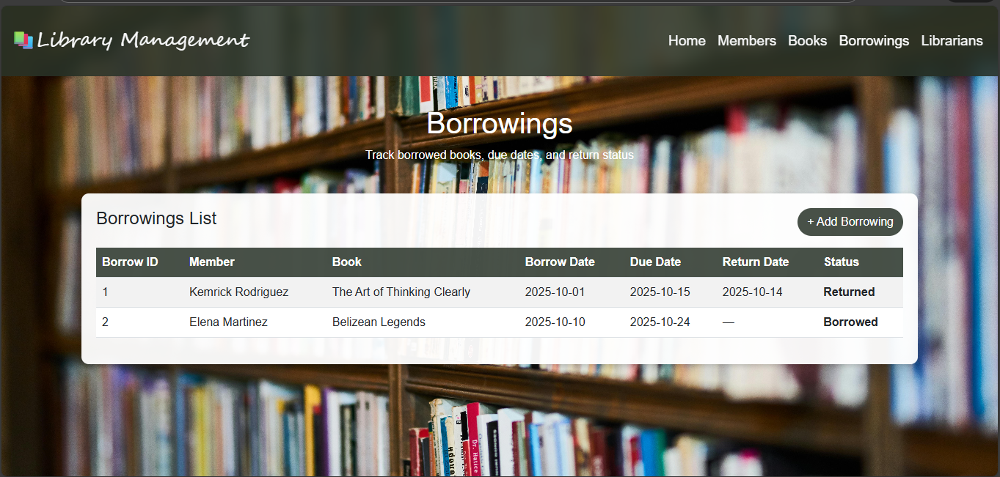 Library Management
Home Members Books Borrowings Librarians
Borrowings
Track borrowed books, due dates, and return status
Borrowings List
+ Add Borrowing
Borrow ID Member Book Borrow Date Due Date Return Date Status
1 Kemrick Rodriguez The Art of Thinking Clearly 2025-10-01 2025-10-15 2025-10-14 Returned
2 Elena Martinez Belizean Legends 2025-10-10 2025-10-24 — Borrowed